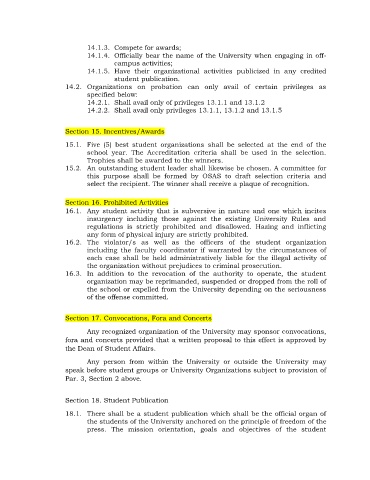 14.1.3. Compete for awards;
14.1.4. Officially bear the name of the University when engaging in off-
campus activities;
14.1.5. Have their organizational activities publicized in any credited
student publication.
14.2. Organizations on probation can only avail of certain privileges as
specified below:
14.2.1. Shall avail only of privileges 13.1.1 and 13.1.2
14.2.2. Shall avail only privileges 13.1.1, 13.1.2 and 13.1.5
Section 15. Incentives/Awards
15.1. Five (5) best student organizations shall be selected at the end of the
school year. The Accreditation criteria shall be used in the selection.
Trophies shall be awarded to the winners.
15.2. An outstanding student leader shall likewise be chosen. A committee for
this purpose shall be formed by OSAS to draft selection criteria and
select the recipient. The winner shall receive a plaque of recognition.
Section 16. Prohibited Activities
16.1. Any student activity that is subversive in nature and one which incites
insurgency including those against the existing University Rules and
regulations is strictly prohibited and disallowed. Hazing and inflicting
any form of physical injury are strictly prohibited.
16.2. The violator/s as well as the officers of the student organization
including the faculty coordinator if warranted by the circumstances of
each case shall be held administratively liable for the illegal activity of
the organization without prejudices to criminal prosecution.
16.3. In addition to the revocation of the authority to operate, the student
organization may be reprimanded, suspended or dropped from the roll of
the school or expelled from the University depending on the seriousness
of the offense committed.
Section 17. Convocations, Fora and Concerts
Any recognized organization of the University may sponsor convocations,
fora and concerts provided that a written proposal to this effect is approved by
the Dean of Student Affairs.
Any person from within the University or outside the University may
speak before student groups or University Organizations subject to provision of
Par. 3, Section 2 above.
Section 18. Student Publication
18.1. There shall be a student publication which shall be the official organ of
the students of the University anchored on the principle of freedom of the
press. The mission orientation, goals and objectives of the student